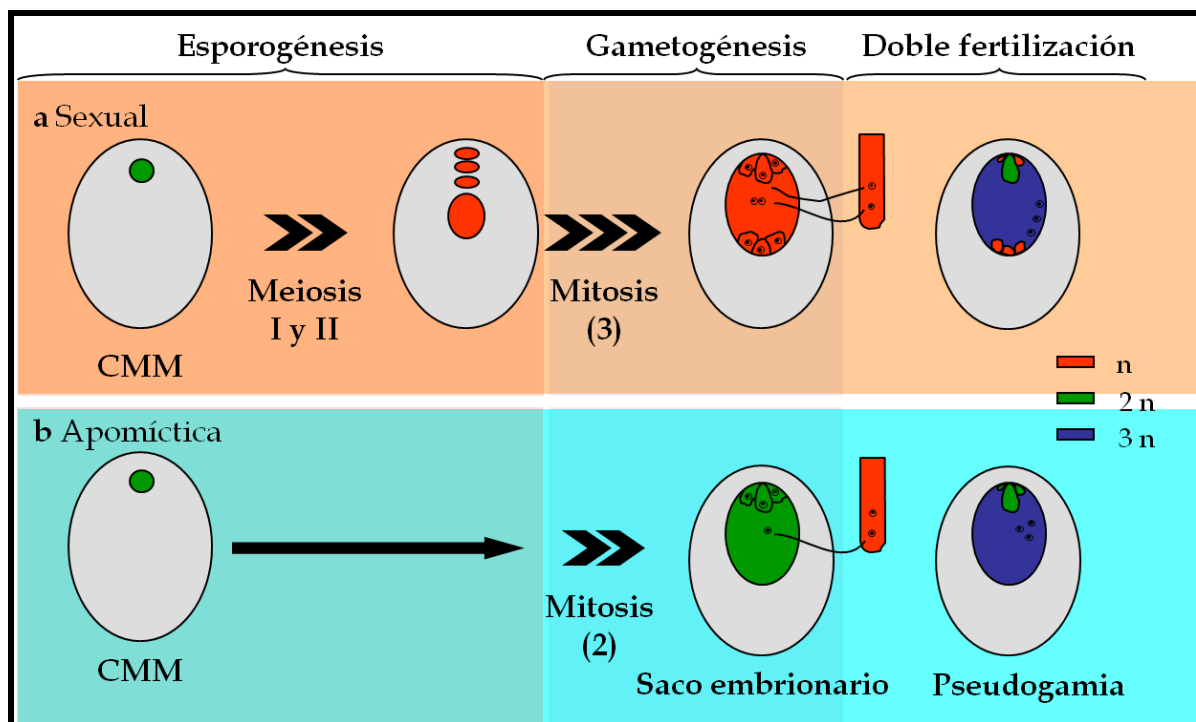 Esporogénesis
Gametogénesis
Doble fertilización
a Sexual
Meiosis
I y II
Mitosis
(3)
CMM
n
2 n
3 n
b Apomíctica
Mitosis
(2)
CMM
Saco embrionario
Pseudogamia